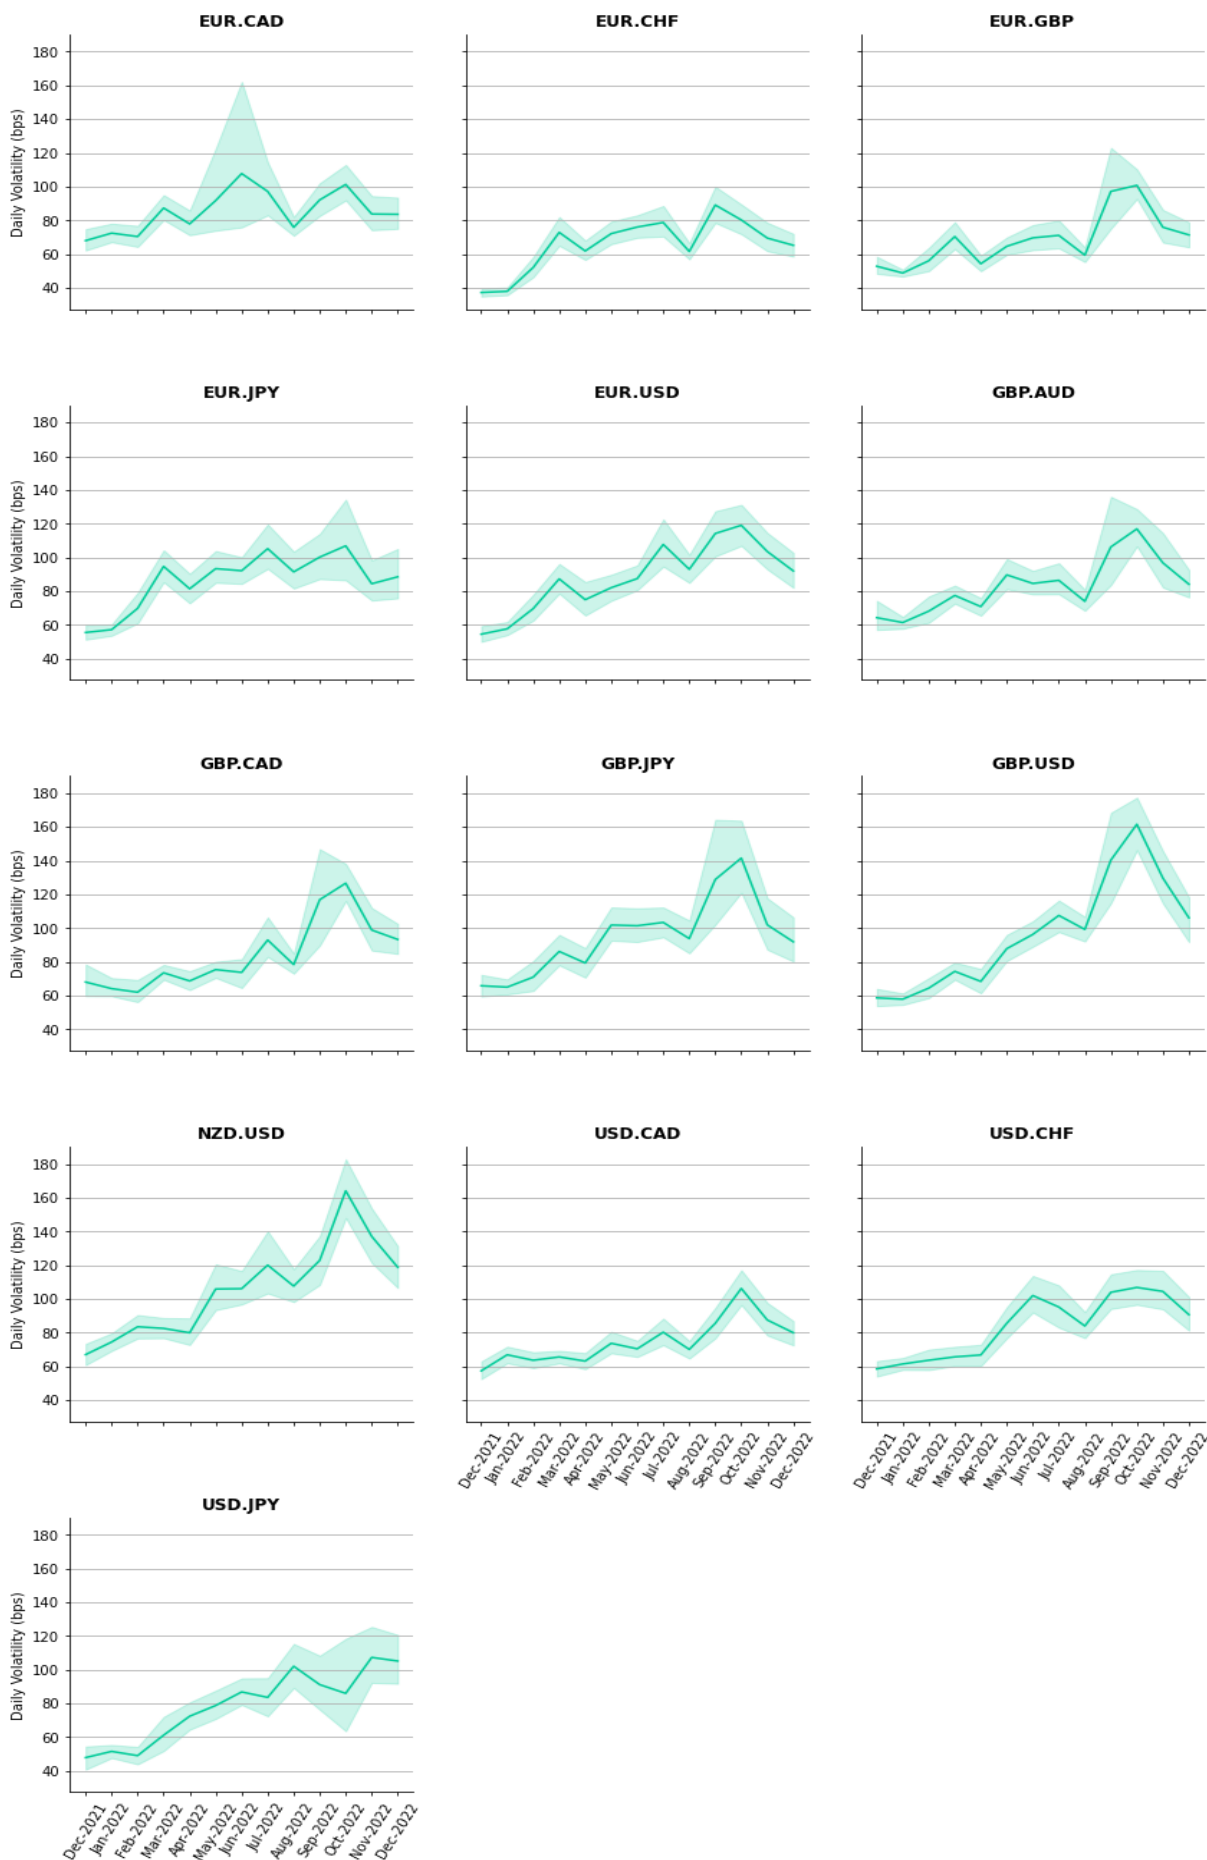 EUR.CAD
EUR.CHF
EUR.GBP
Daily Volatility (bps)
180
160
140
120
100
80
60
40
EUR.JPY
EUR.USD
GBP.AUD
Daily Volatility (bps)
180
160
140
120
100
80
60
40
GBP.CAD
GBP.JPY
GBP.USD
Daily Volatility (bps)
180
160
140
120
100
80
60
40
NZD.USD
USD.CAD
USD.CHF
Daily Volatility (bps)
180
160
140
120
100
80
60
40
Dec-2021
Jan-2022
Feb-2022
Mar-2022
Apr-2022
May-2022
Jun-2022
Jul-2022
Aug-2022
Sep-2022
Oct-2022
Nov-2022
Dec-2022
Dec-2021
Jan-2022
Feb-2022
Mar-2022
Apr-2022
May-2022
Jun-2022
Jul-2022
Aug-2022
Sep-2022
Oct-2022
Nov-2022
Dec-2022
USD.JPY
Daily Volatility (bps)
180
160
140
120
100
80
60
40
Dec-2021
Jan-2022
Feb-2022
Mar-2022
Apr-2022
May-2022
Jun-2022
Jul-2022
Aug-2022
Sep-2022
Oct-2022
Nov-2022
Dec-2022